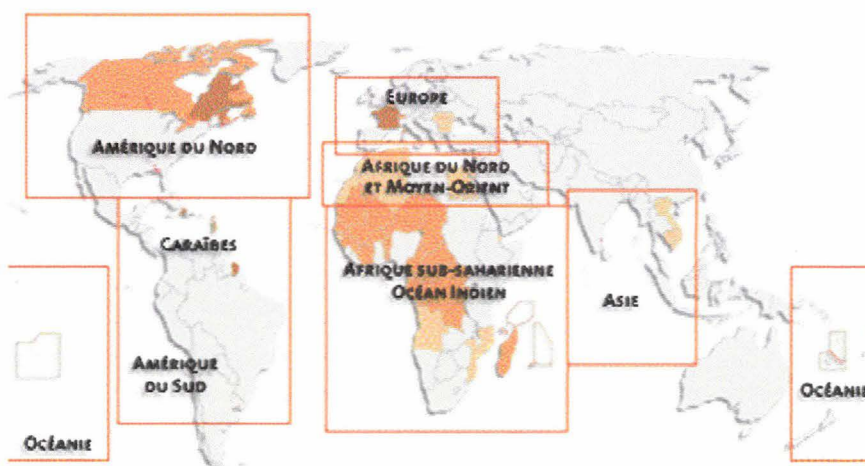 EUROPE
AMÉRIQUE DU NORD
AFRIQUE DU NORD
ET MOYEN-ORIENT
CARAÏBES
AFRIQUE SUB-SAHARIENNE
OCÉAN INDIEN
ASIE
AMÉRIQUE
DU SUD
OCÉANIE
OCÉANIE